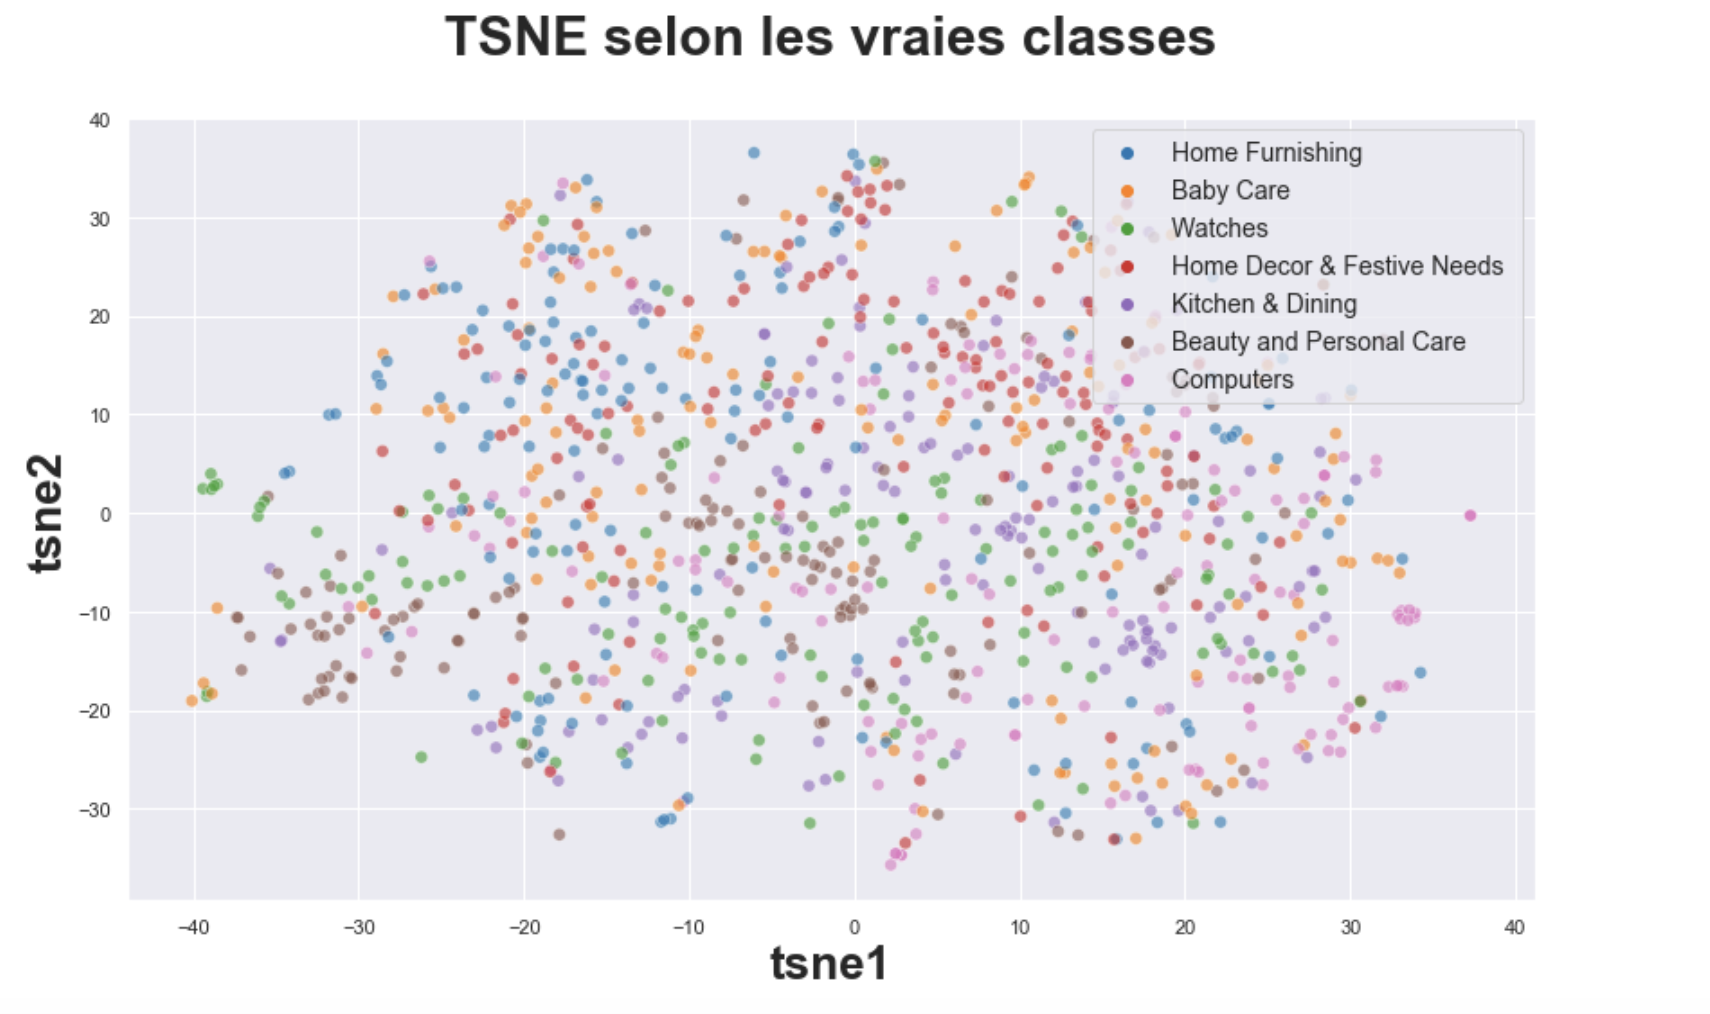 TSNE selon les vraies classes
40
30
20
10
0
−10
−20
−30
tsne2
Home Furnishing
Baby Care
Watches
Home Decor & Festive Needs
Kitchen & Dining
Beauty and Personal Care
Computers
−40 −30 −20 −10 0 10 20 30 40
tsne1